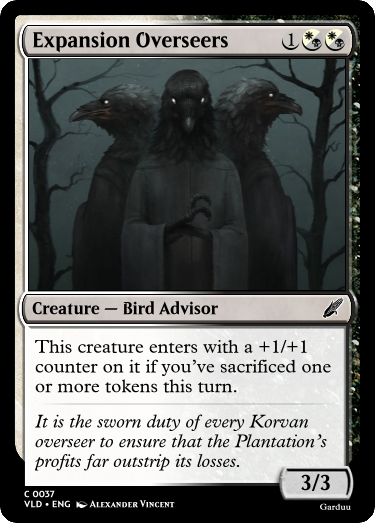 Expansion Overseers 1
Creature — Bird Advisor
This creature enters with a +1/+1
counter on it if you've sacrificed one
or more tokens this turn.
It is the sworn duty of every Korvan
overseer to ensure that the Plantation's
profits far outstrip its losses.
3/3
C 0037
VLD • ENG Alexander Vincent
Garduu